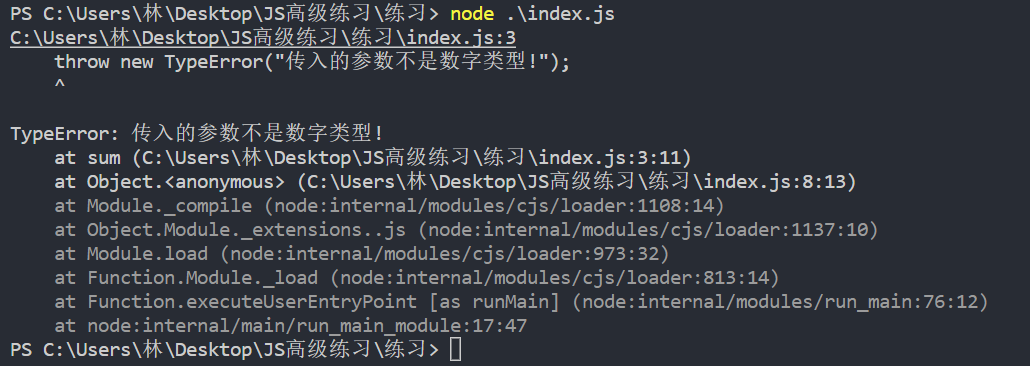 PS C:\Users\林\Desktop\JS高级练习\练习> node .\index.js
C:\Users\林\Desktop\JS高级练习\练习\index.js:3
    throw new TypeError("传入的参数不是数字类型!");
    ^
TypeError: 传入的参数不是数字类型!
    at sum (C:\Users\林\Desktop\JS高级练习\练习\index.js:3:11)
    at Object.<anonymous> (C:\Users\林\Desktop\JS高级练习\练习\index.js:8:13)
    at Module._compile (node:internal/modules/cjs/loader:1108:14)
    at Object.Module._extensions..js (node:internal/modules/cjs/loader:1137:10)
    at Module.load (node:internal/modules/cjs/loader:973:32)
    at Function.Module._load (node:internal/modules/cjs/loader:813:14)
    at Function.executeUserEntryPoint [as runMain] (node:internal/modules/run_main:76:12)
    at node:internal/main/run_main_module:17:47
PS C:\Users\林\Desktop\JS高级练习\练习>